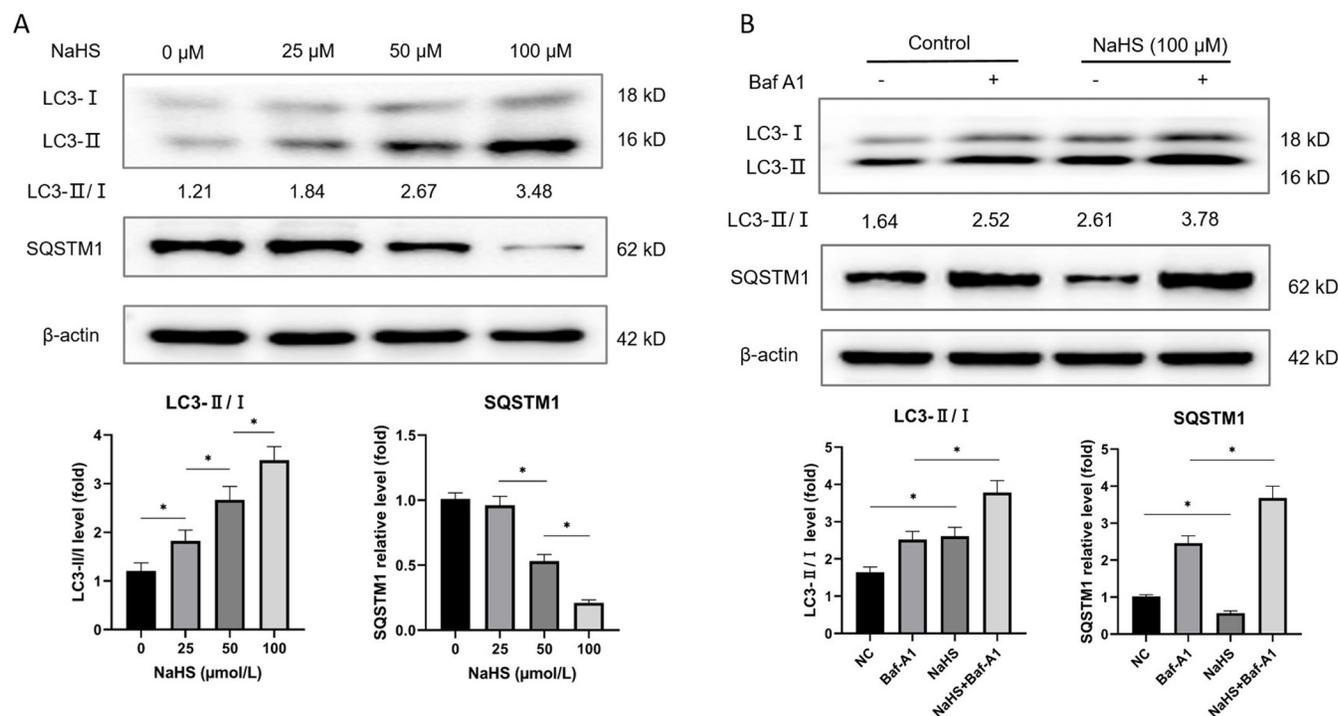 A
NaHS 0 μM 25 μM 50 μM 100 μM
LC3-Ⅰ 18 kD
LC3-Ⅱ 16 kD
LC3-Ⅱ/Ⅰ 1.21 1.84 2.67 3.48
SQSTM1 62 kD
β-actin 42 kD
LC3-Ⅱ/Ⅰ
LC3-II/I level (fold)
4
3
2
1
0
* * *
0 25 50 100
NaHS (μmol/L)
SQSTM1
SQSTM1 relative level (fold)
1.5
1.0
0.5
0.0
* *
0 25 50 100
NaHS (μmol/L)
B
Control NaHS (100 μM)
Baf A1 - + - +
LC3-Ⅰ 18 kD
LC3-Ⅱ 16 kD
LC3-Ⅱ/Ⅰ 1.64 2.52 2.61 3.78
SQSTM1 62 kD
β-actin 42 kD
LC3-Ⅱ/Ⅰ
LC3-Ⅱ/Ⅰ level (fold)
5
4
3
2
1
0
* *
NC Baf-A1 NaHS NaHS+Baf-A1
SQSTM1
SQSTM1 relative level (fold)
5
4
3
2
1
0
* *
NC Baf-A1 NaHS NaHS+Baf-A1